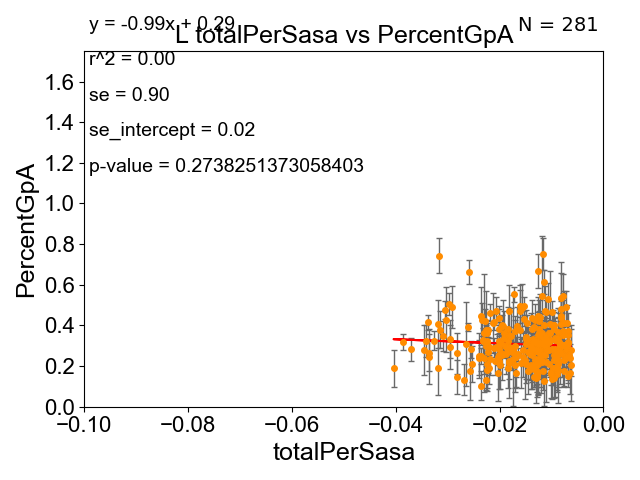 y = -0.99x + 0.29
N = 281
L totalPerSasa vs PercentGpA
r^2 = 0.00
se = 0.90
se_intercept = 0.02
p-value = 0.2738251373058403
PercentGpA
1.6
1.4
1.2
1.0
0.8
0.6
0.4
0.2
0.0
−0.10 −0.08 −0.06 −0.04 −0.02 0.00
totalPerSasa